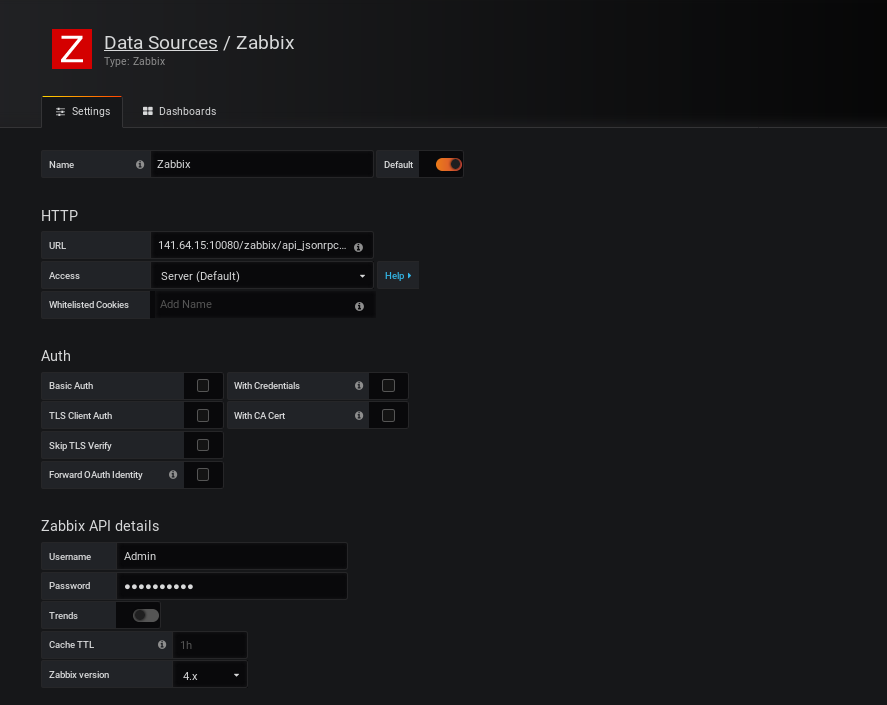 Z
Data Sources / Zabbix
Type: Zabbix
Settings Dashboards
Name Zabbix Default
HTTP
URL 141.64.15:10080/zabbix/api_jsonrpc...
Access Server (Default) Help
Whitelisted Cookies Add Name
Auth
Basic Auth With Credentials
TLS Client Auth With CA Cert
Skip TLS Verify
Forward OAuth Identity
Zabbix API details
Username Admin
Password ••••••••••
Trends
Cache TTL 1h
Zabbix version 4.x